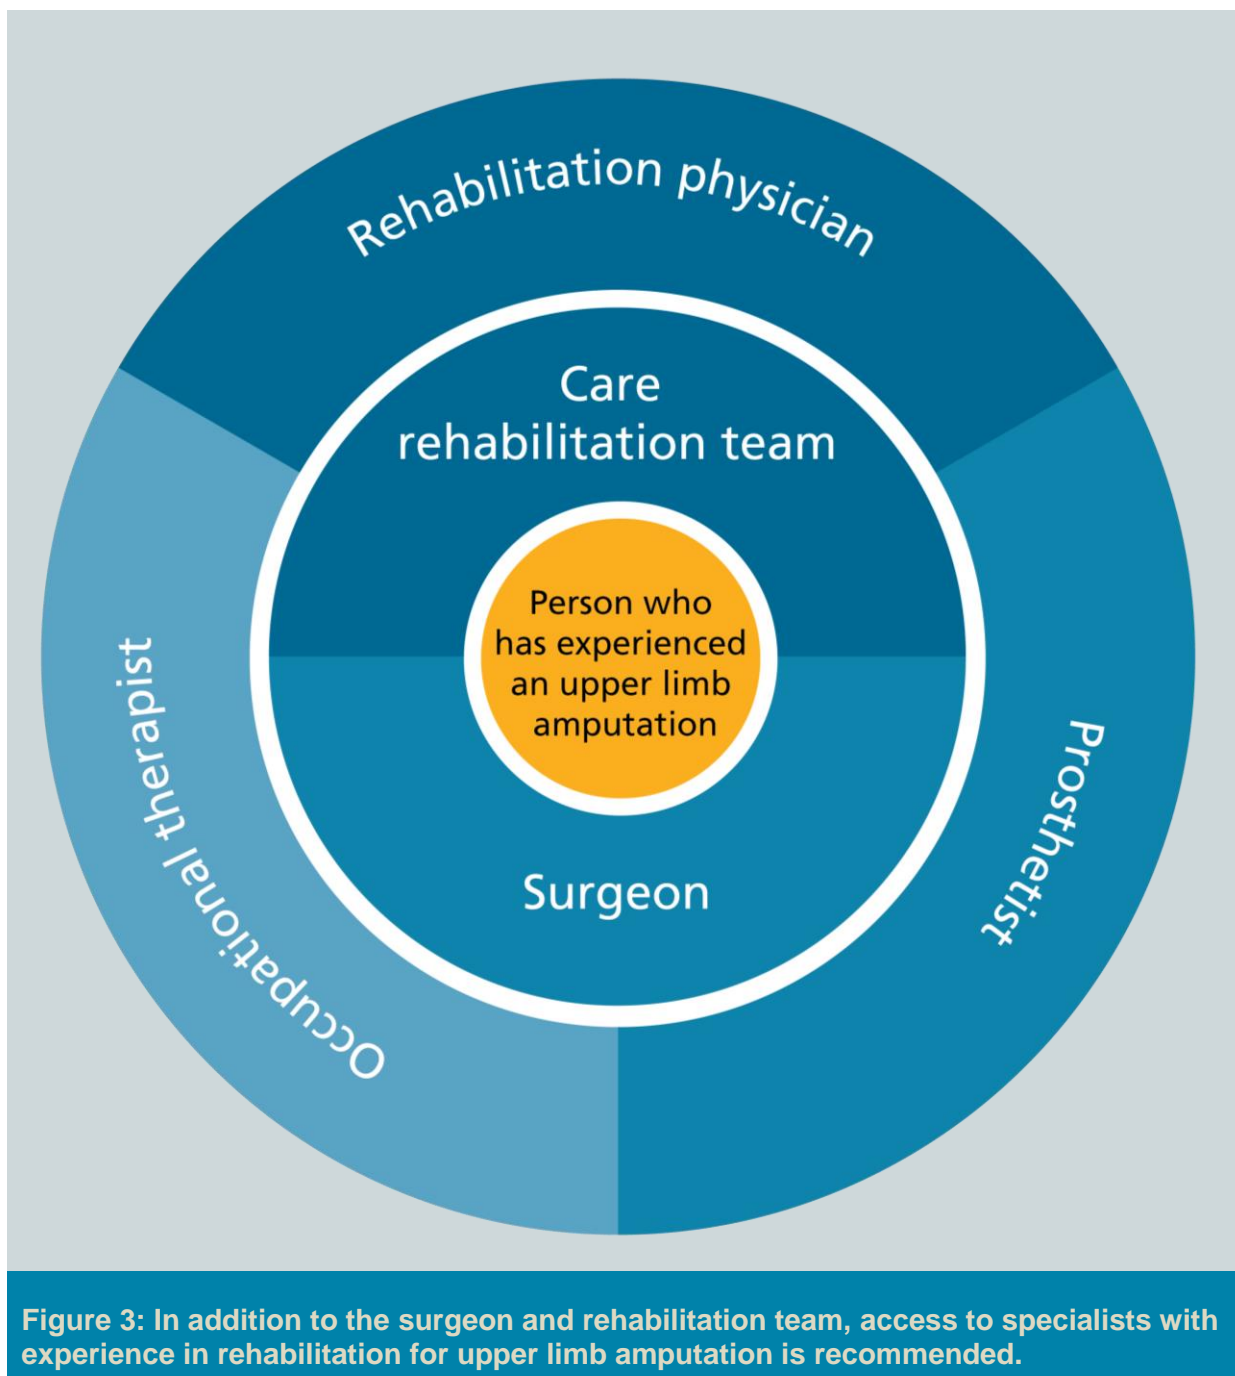 Rehabilitation physician
Care
rehabilitation team
Person who
has experienced
an upper limb
amputation
Occupational therapist
Prosthetist
Surgeon
Figure 3: In addition to the surgeon and rehabilitation team, access to specialists with
experience in rehabilitation for upper limb amputation is recommended.